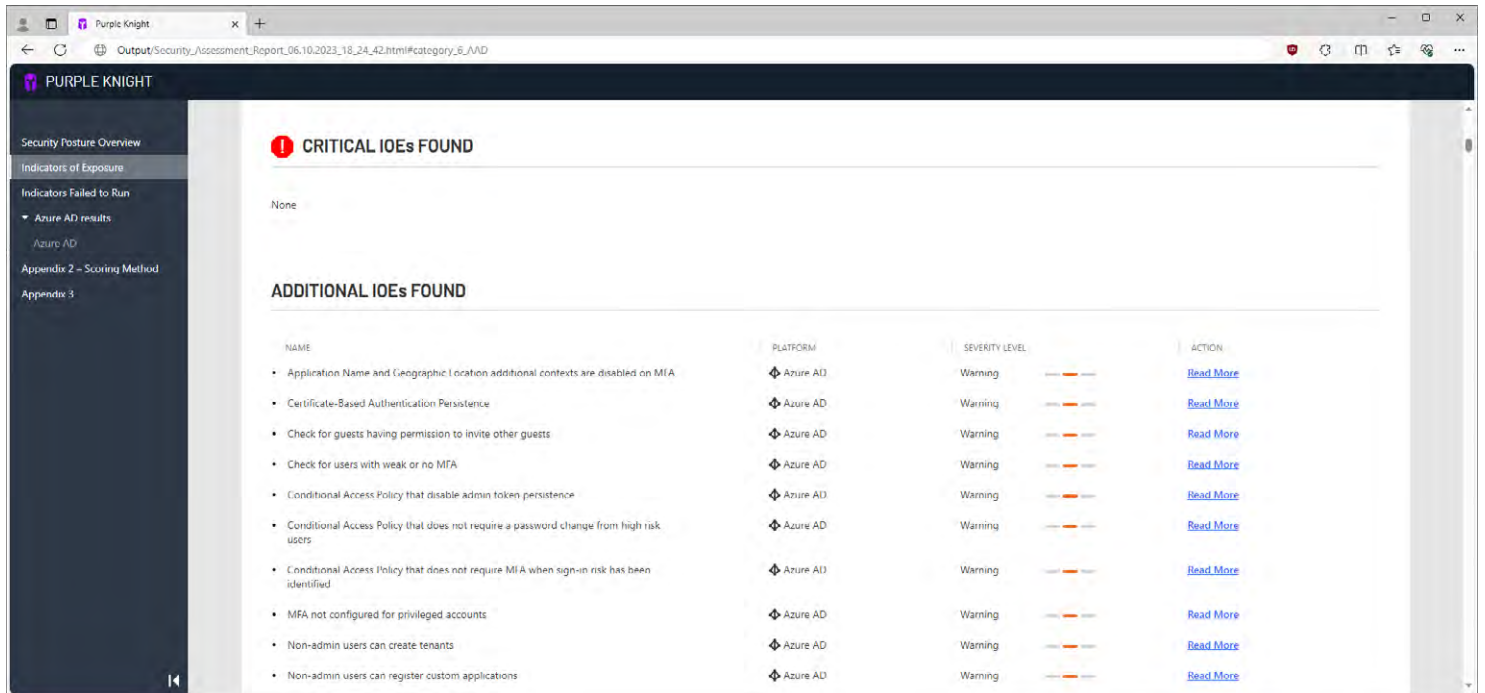 Purple Knight
Output/Security_Assessment_Report_06.10.2023_18_24_42.html#category_6_AAD
PURPLE KNIGHT
Security Posture Overview
Indicators of Exposure
Indicators Failed to Run
Azure AD results
Azure AD
Appendix 2 – Scoring Method
Appendix 3
CRITICAL IOEs FOUND
None
ADDITIONAL IOEs FOUND
NAME PLATFORM SEVERITY LEVEL ACTION
• Application Name and Geographic Location additional contexts are disabled on MFA Azure AD Warning Read More
• Certificate-Based Authentication Persistence Azure AD Warning Read More
• Check for guests having permission to invite other guests Azure AD Warning Read More
• Check for users with weak or no MFA Azure AD Warning Read More
• Conditional Access Policy that disable admin token persistence Azure AD Warning Read More
• Conditional Access Policy that does not require a password change from high risk Azure AD Warning Read More
users
• Conditional Access Policy that does not require MFA when sign-in risk has been Azure AD Warning Read More
identified
• MFA not configured for privileged accounts Azure AD Warning Read More
• Non-admin users can create tenants Azure AD Warning Read More
• Non-admin users can register custom applications Azure AD Warning Read More